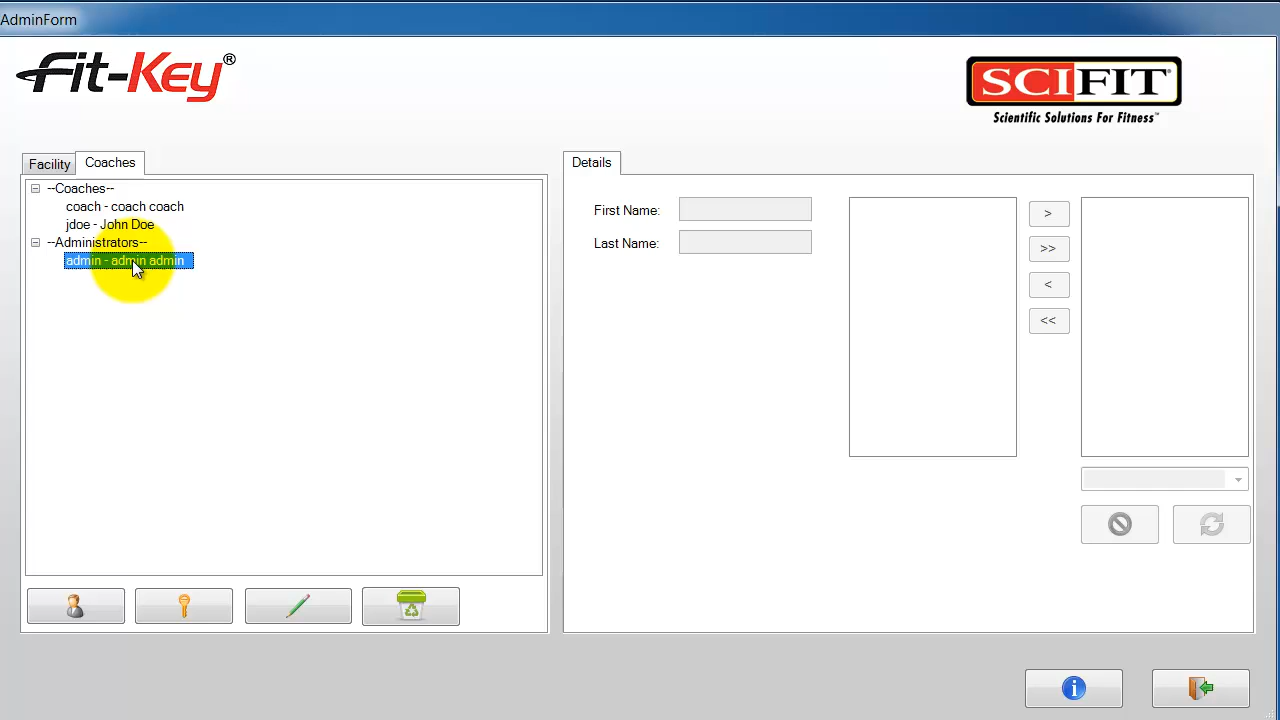 AdminForm
Fit-Key®
SCIFIT®
Scientific Solutions For Fitness™
Facility
Coaches
--Coaches--
coach - coach coach
jdoe - John Doe
--Administrators--
admin - admin admin
Details
First Name:
Last Name:
>
>>
<
<<